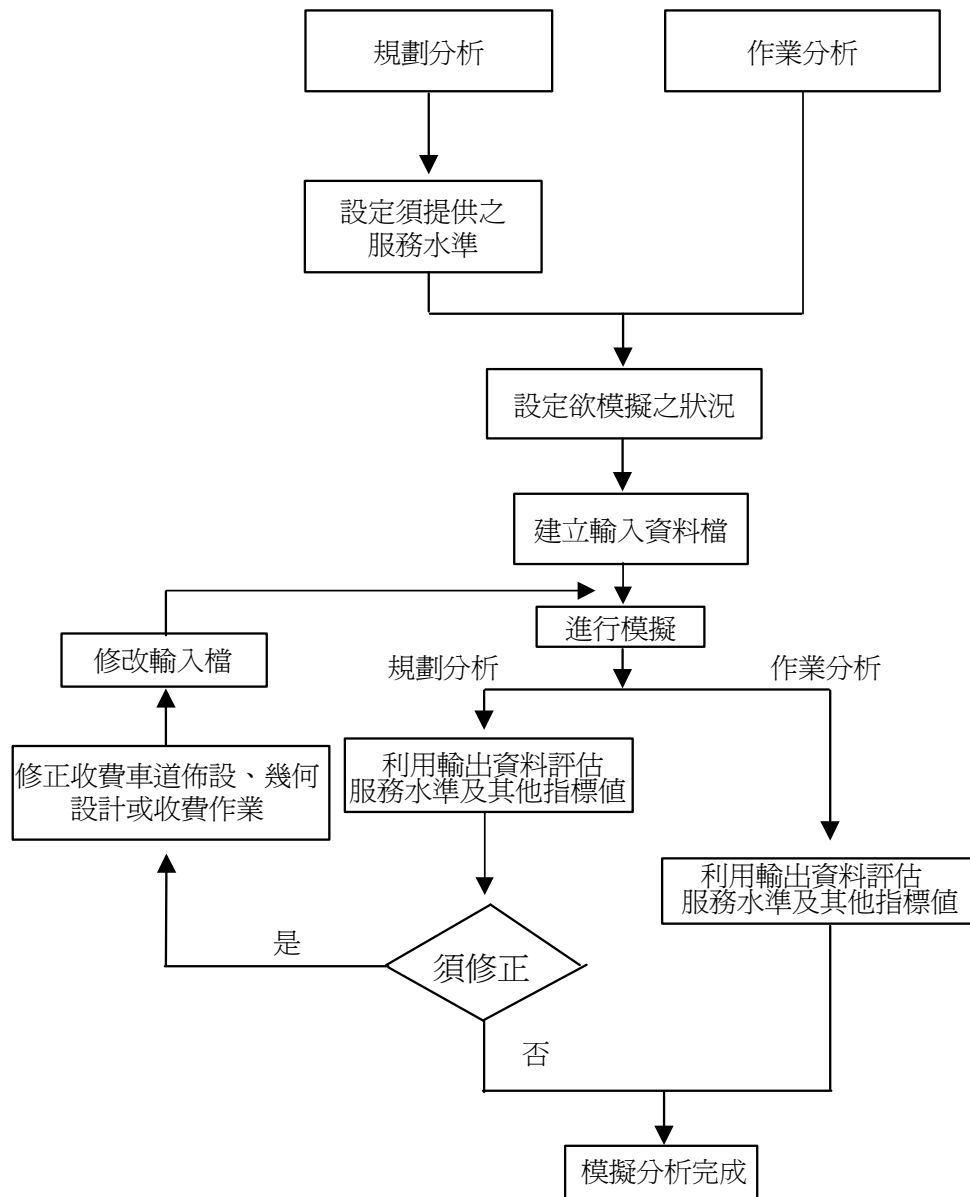 規劃分析
作業分析
設定須提供之
服務水準
設定欲模擬之狀況
建立輸入資料檔
進行模擬
修改輸入檔
規劃分析
作業分析
修正收費車道佈設、幾何
設計或收費作業
利用輸出資料評估
服務水準及其他指標值
利用輸出資料評估
服務水準及其他指標值
是
須修正
否
模擬分析完成